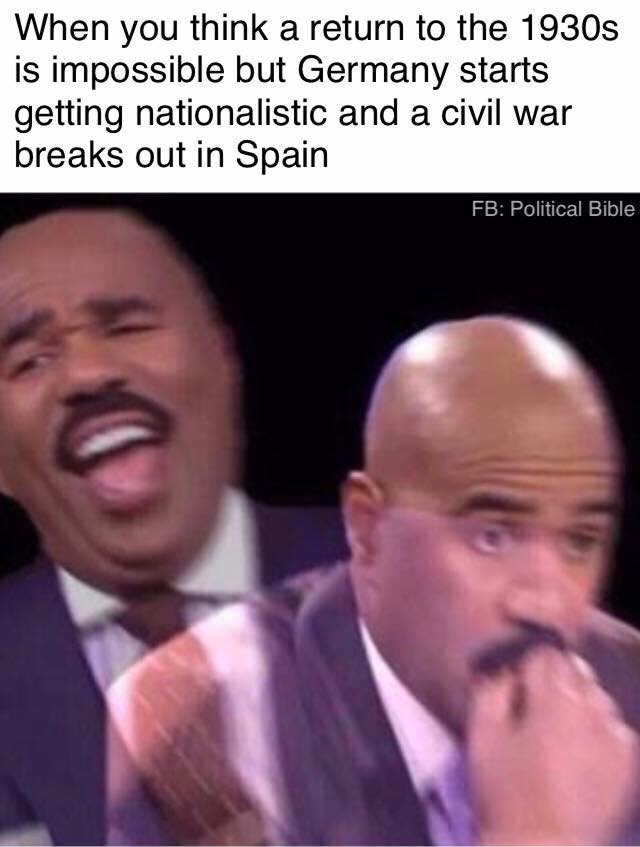 When you think a return to the 1930s
is impossible but Germany starts
getting nationalistic and a civil war
breaks out in Spain
FB: Political Bible